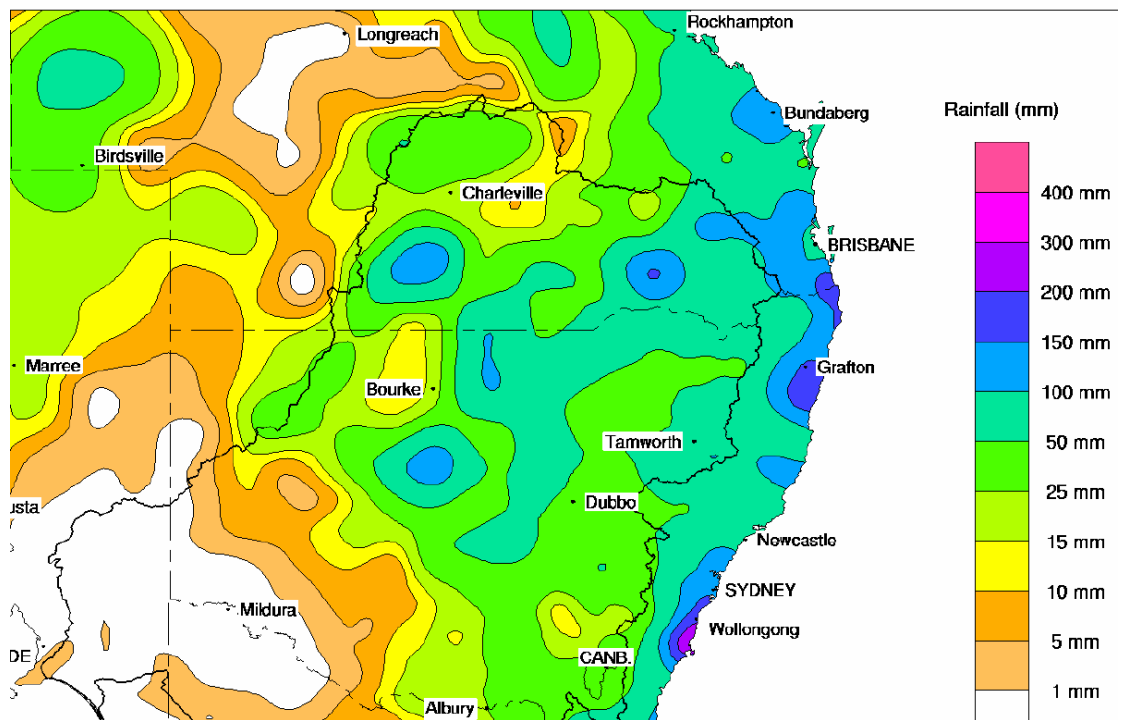 Rockhampton
Longreach
Bundaberg
Rainfall (mm)
Birdsville
Charleville
400 mm
300 mm
BRISBANE
200 mm
150 mm
Marree
Grafton
Bourke
100 mm
Tamworth
50 mm
usta
Dubbo
25 mm
Newcastle
15 mm
SYDNEY
10 mm
Mildura
Wollongong
DE
CANB.
5 mm
1 mm
Albury